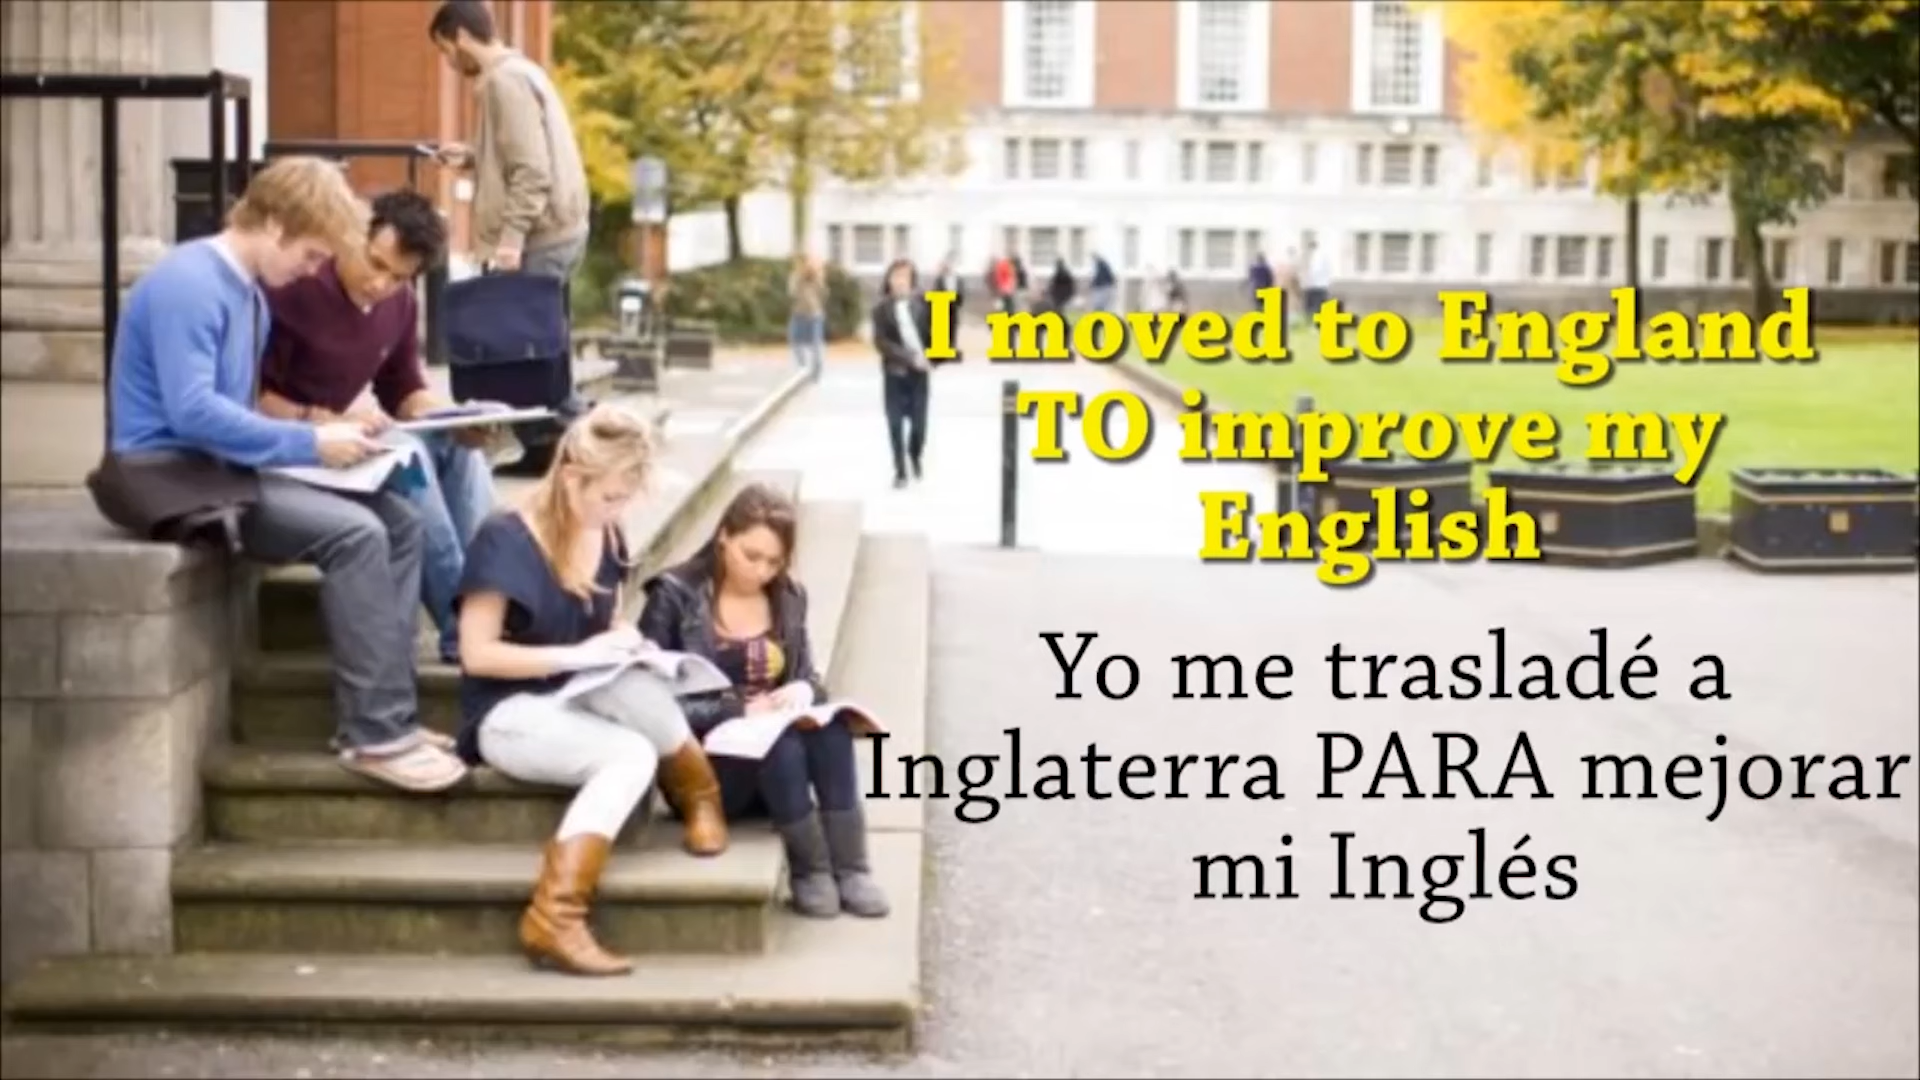 I moved to England
TO improve my
English
Yo me trasladé a
Inglaterra PARA mejorar
mi Inglés